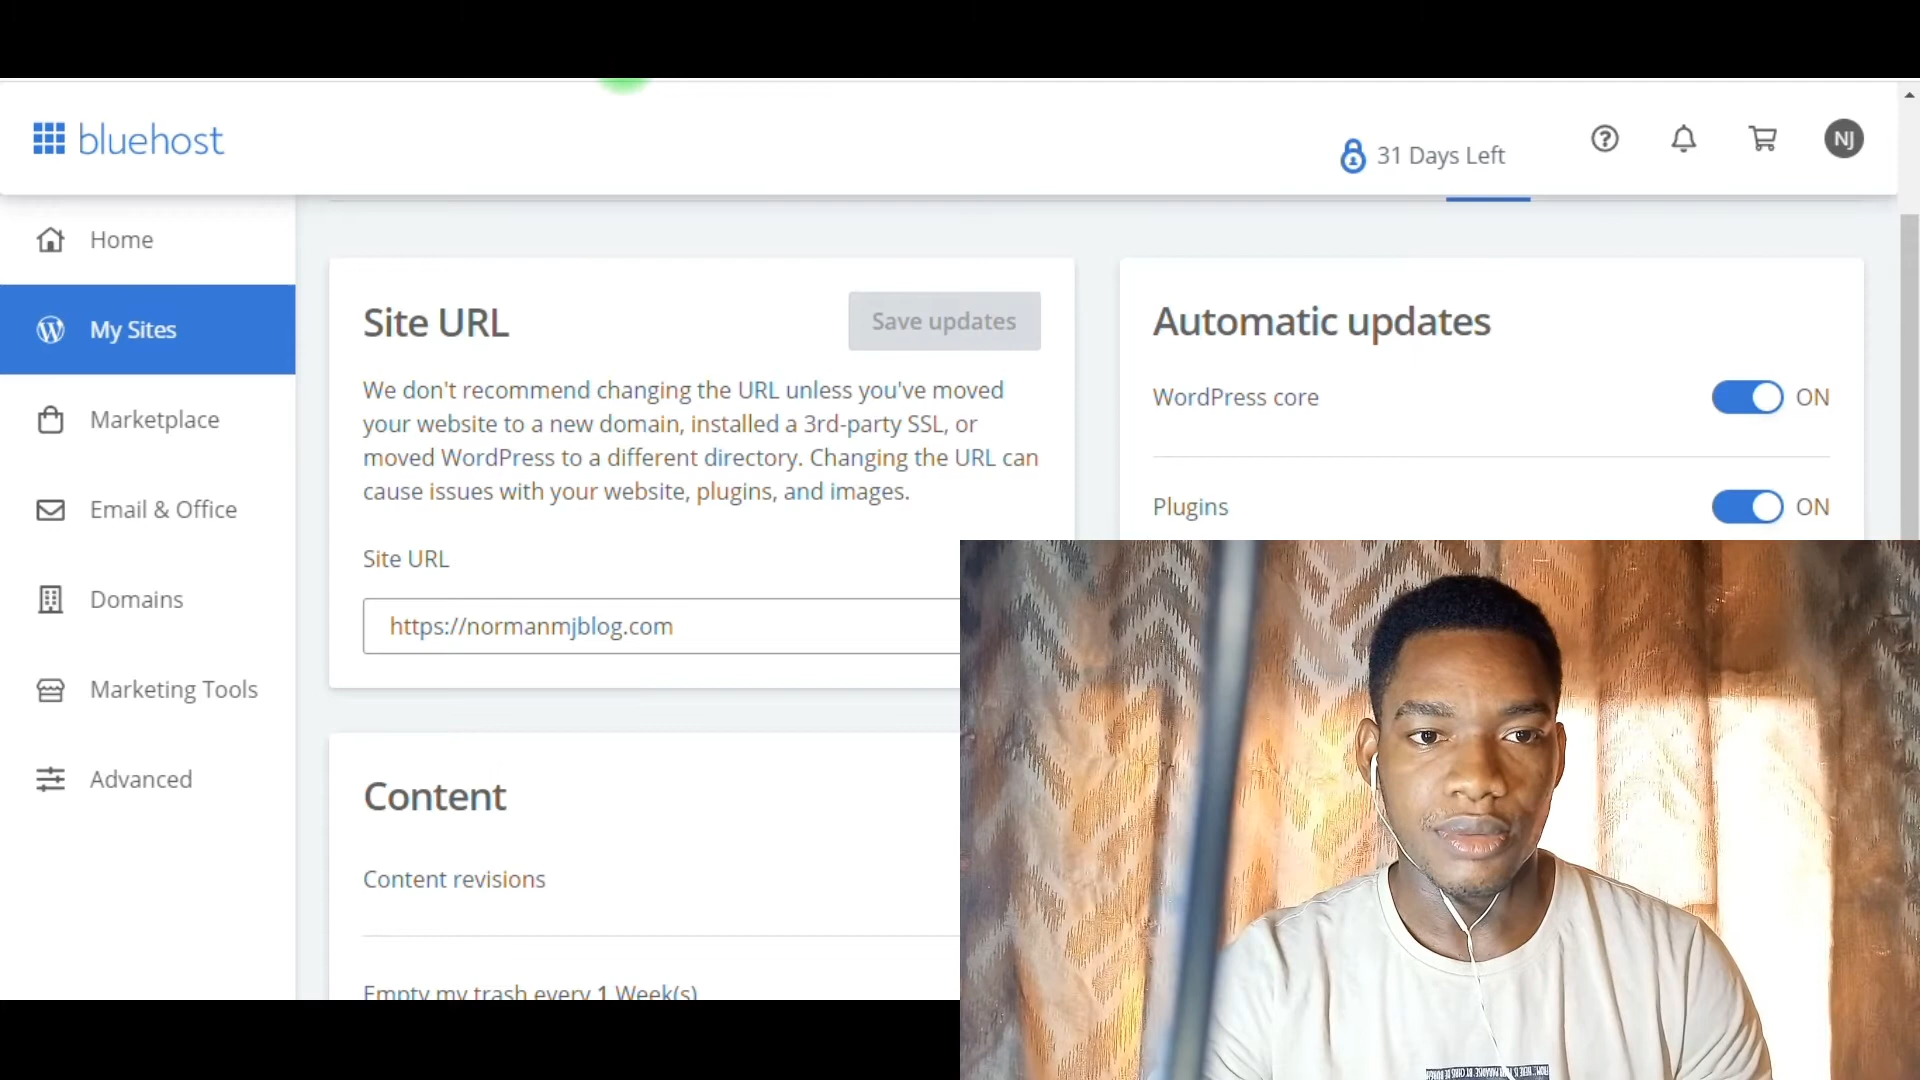 bluehost
31 Days Left
NJ
Home
My Sites
Marketplace
Email & Office
Domains
Marketing Tools
Advanced
Site URL
Save updates
We don't recommend changing the URL unless you've moved
your website to a new domain, installed a 3rd-party SSL, or
moved WordPress to a different directory. Changing the URL can
cause issues with your website, plugins, and images.
Site URL
https://normanmjblog.com
Content
Content revisions
Empty my trash every 1 Week(s)
Automatic updates
WordPress core
ON
Plugins
ON